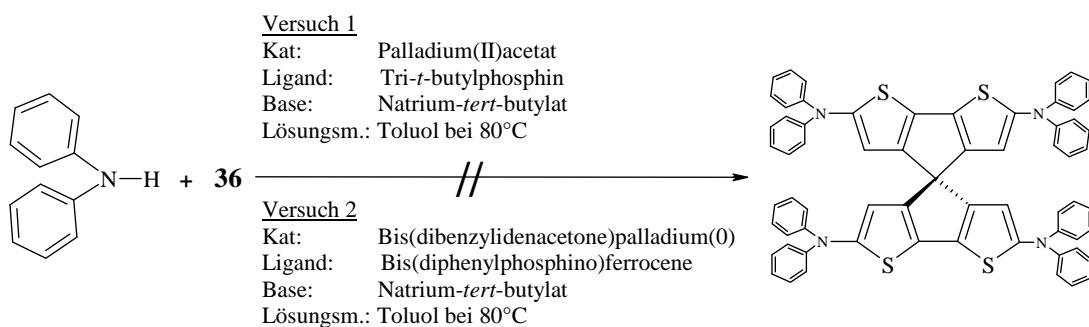 Versuch 1
Kat: Palladium(II)acetat
Ligand: Tri-t-butylphosphin
Base: Natrium-tert-butylat
Lösungsm.: Toluol bei 80°C
N H + 36
Versuch 2
Kat: Bis(dibenzylidenacetone)palladium(0)
Ligand: Bis(diphenylphosphino)ferrocene
Base: Natrium-tert-butylat
Lösungsm.: Toluol bei 80°C
S S
N N
N N
S S